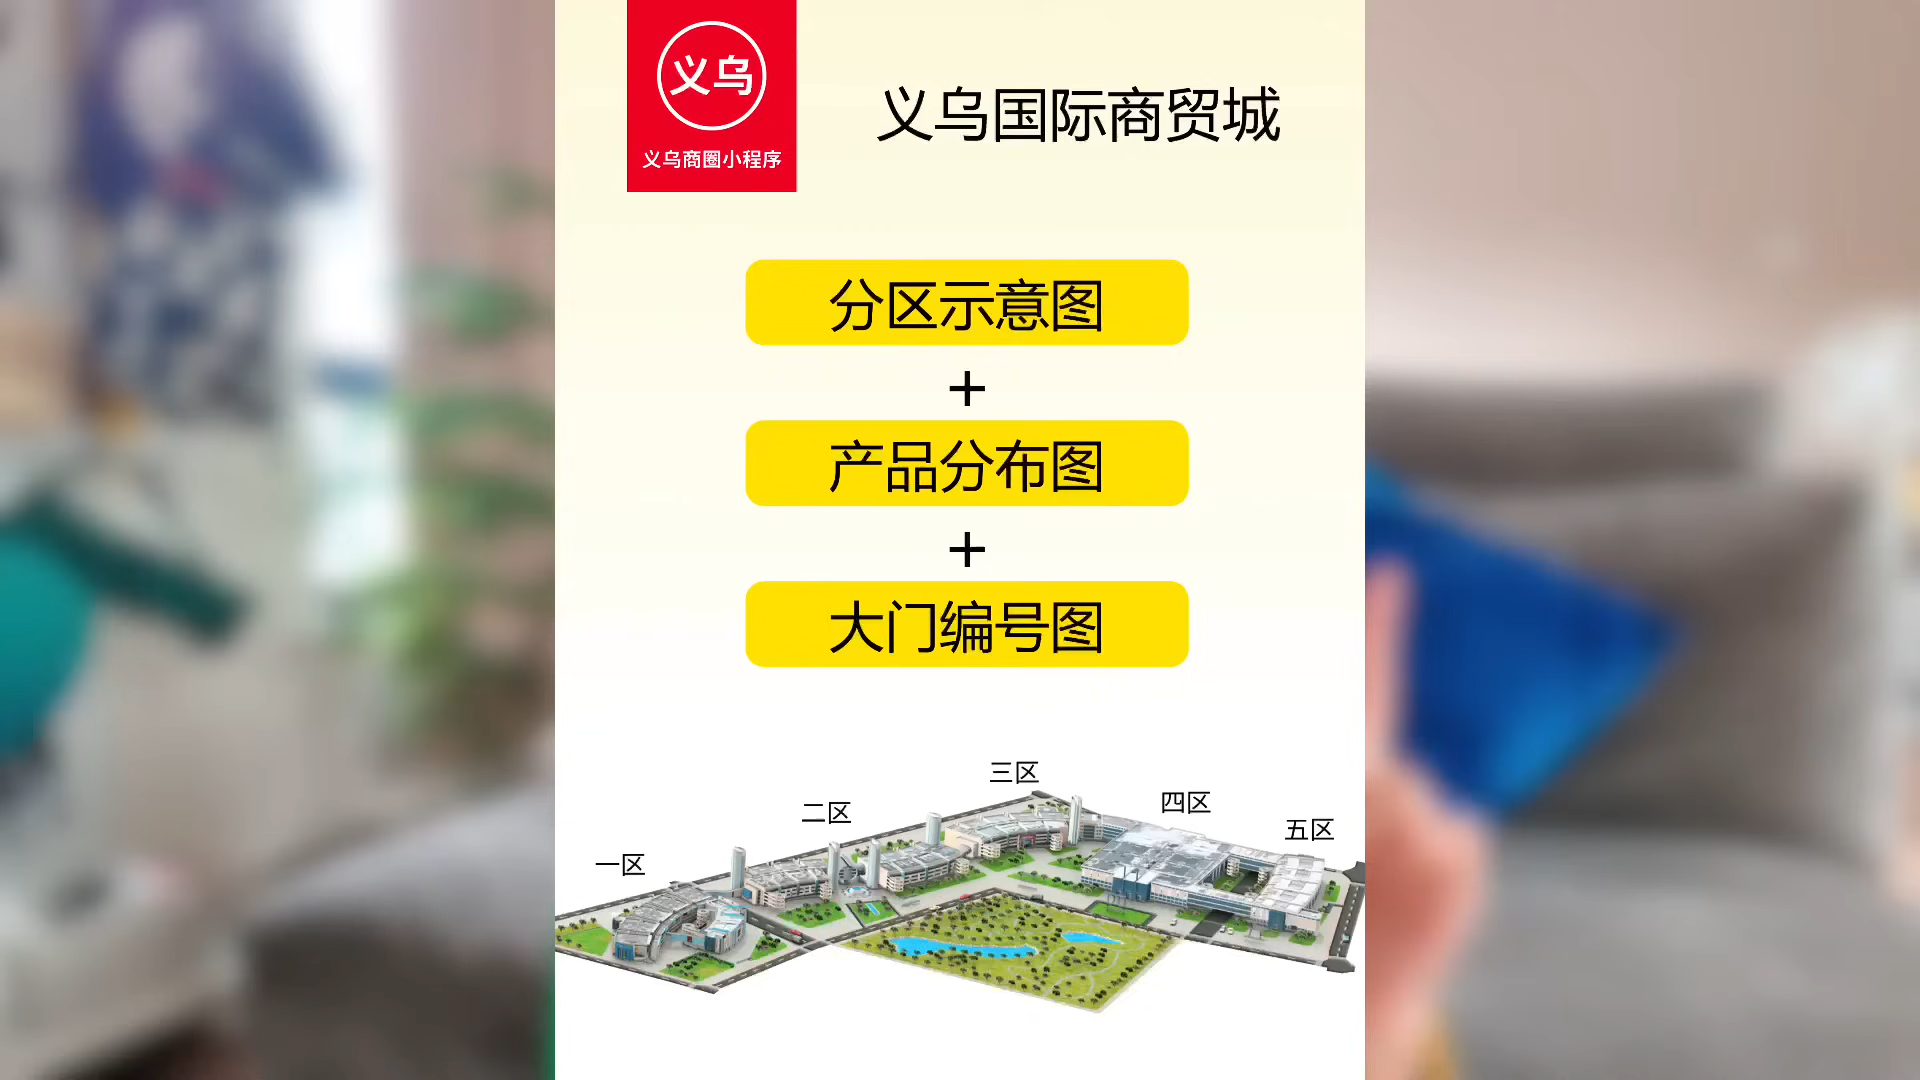 义乌
义乌商圈小程序
义乌国际商贸城
分区示意图
+
产品分布图
+
大门编号图
三区
四区
二区
五区
一区